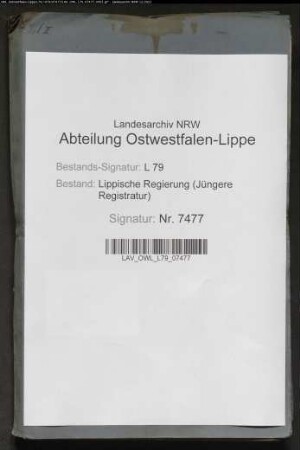 Landesarchiv NRW
Abteilung Ostwestfalen-Lippe
Bestands-Signatur: L 79
Bestand: Lippische Regierung (Jüngere
Registratur)
Signatur: Nr. 7477
LAV_OWL_L79_07477